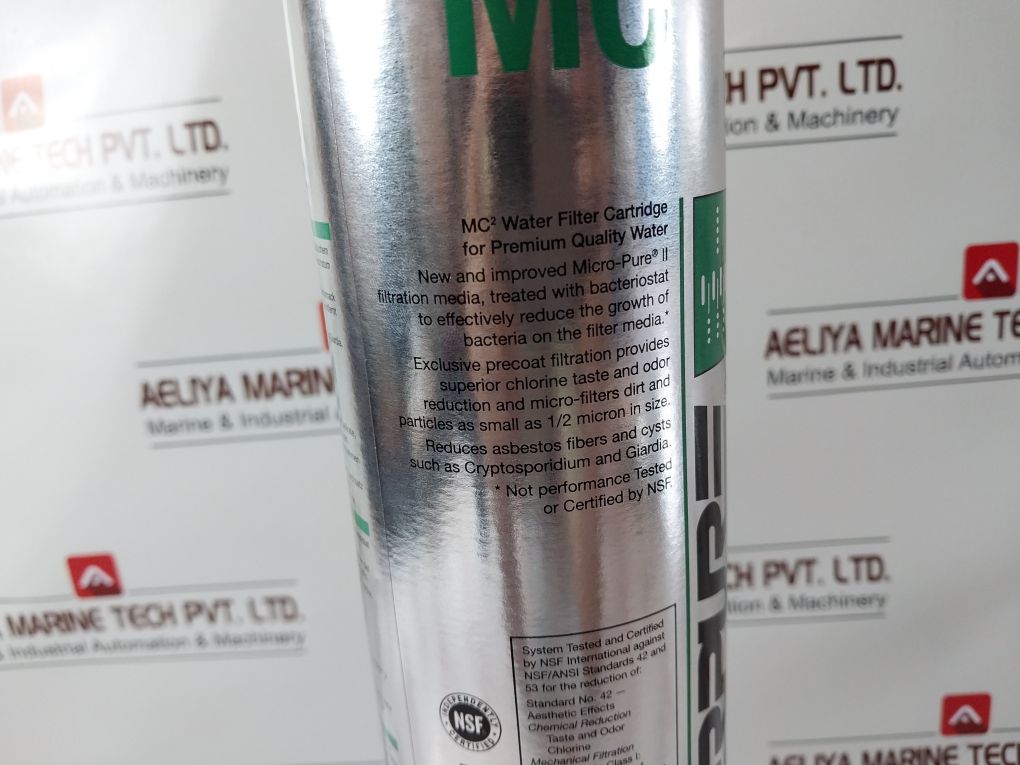 MC
MC² Water Filter Cartridge
for Premium Quality Water
New and improved Micro-Pure® II
filtration media, treated with bacteriostat
to effectively reduce the growth of
bacteria on the filter media.*
Exclusive precoat filtration provides
superior chlorine taste and odor
reduction and micro-filters dirt and
particles as small as 1/2 micron in size.
Reduces asbestos fibers and cysts
such as Cryptosporidium and Giardia.
* Not performance Tested
or Certified by NSF.
System Tested and Certified
by NSF International against
NSF/ANSI Standards 42 and
53 for the reduction of:
Standard No. 42 —
Aesthetic Effects
Chemical Reduction
Taste and Odor
Chlorine
Mechanical Filtration
Class I:
INDEPENDENTLY
NSF
CERTIFIED
NE TECH PVT. LTD.
Automation & Machinery
H PVT. LTD.
ion & Machinery
AELIYA MARIN
Marine & Industrial
AELIYA MARINE TE
Marine & Industrial Autom
MARINE TECH PVT. LTD.
& Industrial Automation & Machinery
CH PVT. LTD.
ion & Machinery
AELIYA MARINE TEC